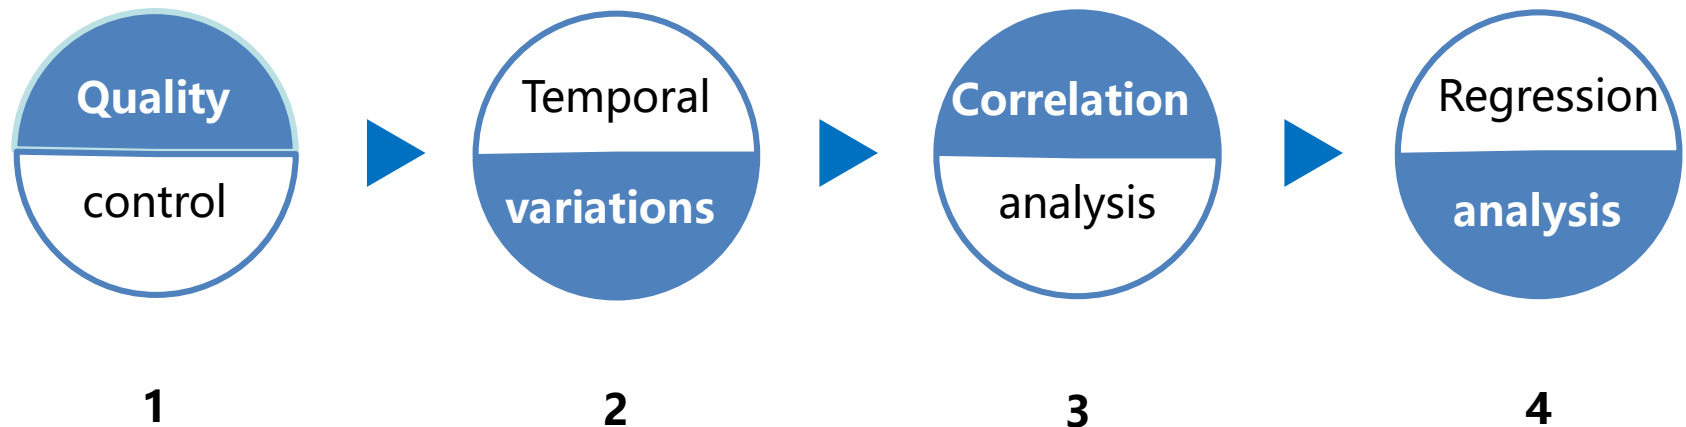 Quality
control
Temporal
variations
Correlation
analysis
Regression
analysis
1
2
3
4